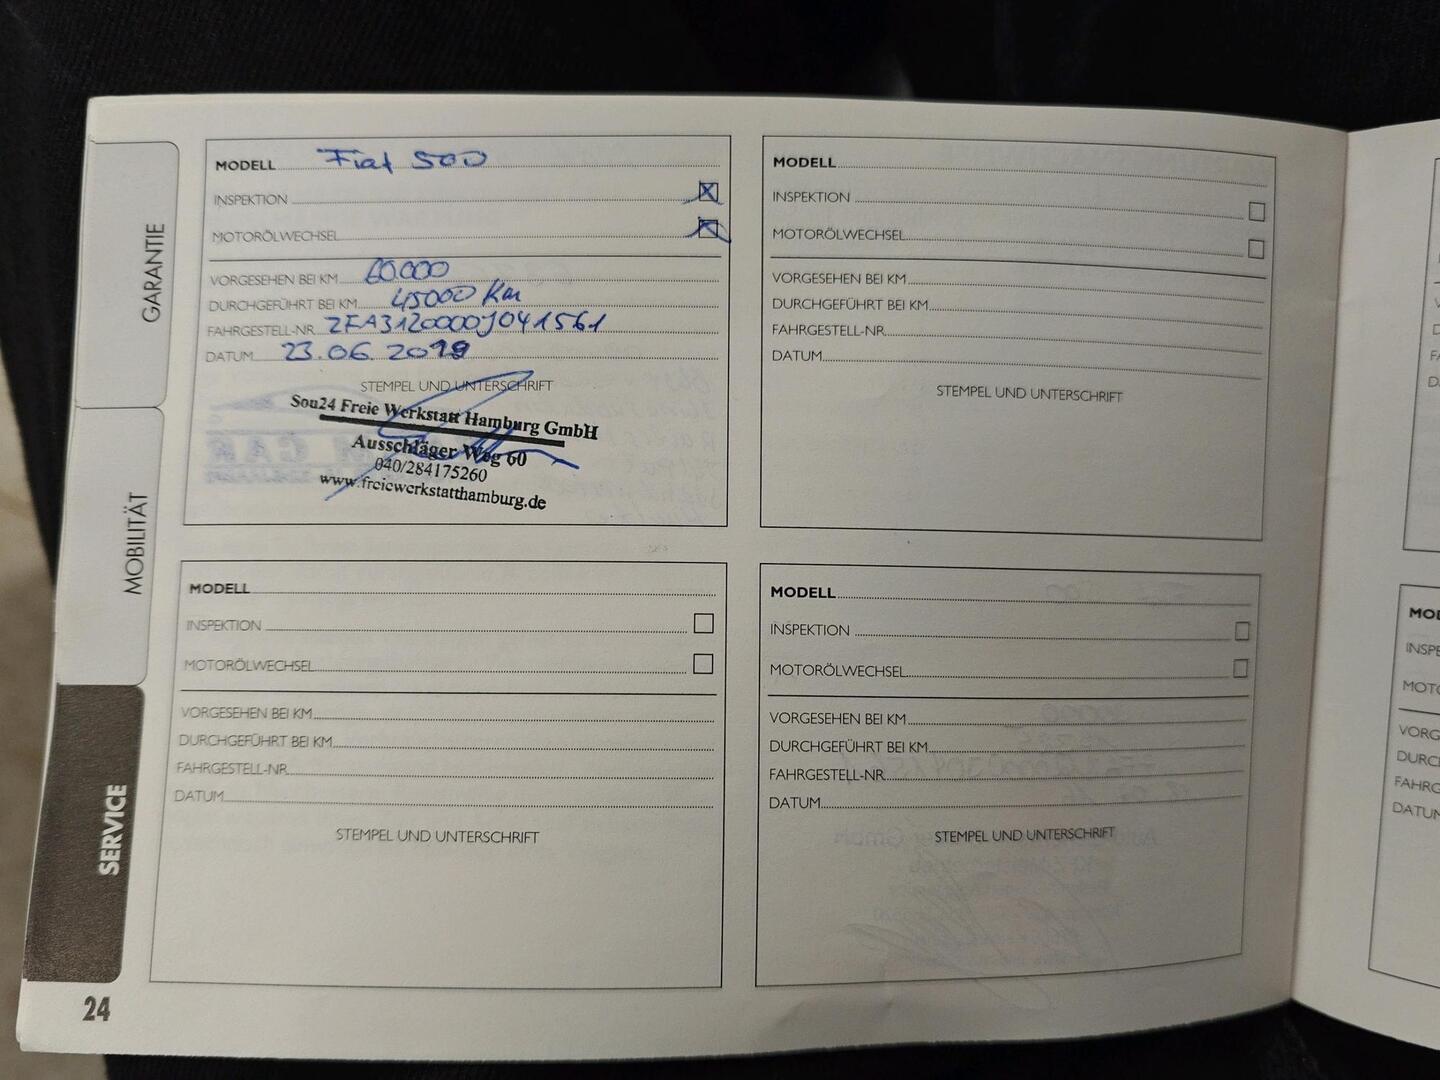 GARANTIE
MOBILITÄT
SERVICE
24
MODELL Fiat 500
INSPEKTION
MOTORÖLWECHSEL
VORGESEHEN BEI KM 60.000
DURCHGEFÜHRT BEI KM 45000 Km
FAHRGESTELL-NR. ZFA3120000J041561
DATUM 23.06.2019
STEMPEL UND UNTERSCHRIFT
Sou24 Freie Werkstatt Hamburg GmbH
Ausschläger Weg 60
040/284175260
www.freiewerkstatthamburg.de
MODELL
INSPEKTION
MOTORÖLWECHSEL
VORGESEHEN BEI KM
DURCHGEFÜHRT BEI KM
FAHRGESTELL-NR.
DATUM
STEMPEL UND UNTERSCHRIFT
MODELL
INSPEKTION
MOTORÖLWECHSEL
VORGESEHEN BEI KM
DURCHGEFÜHRT BEI KM
FAHRGESTELL-NR.
DATUM
STEMPEL UND UNTERSCHRIFT
MODELL
INSPEKTION
MOTORÖLWECHSEL
VORGESEHEN BEI KM
DURCHGEFÜHRT BEI KM
FAHRGESTELL-NR.
DATUM
STEMPEL UND UNTERSCHRIFT